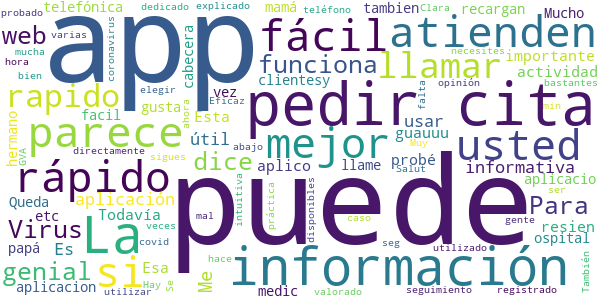 probado dedicado explicado mamá teléfono Clara Mucho
telefónica varias tambien recargan
web mucha app fácil atienden
hora coronavirus cabecera importante
bien elegir funciona llamar necesites
rapido vez clientesy actividad
gusta opinión bastantes
facil Eficaz pedir cita min
hermano parece Esta falta guauuu
GVA útil ahora mejor usar usted
directamente abajo Muy
sigues rápido dice aplico llame probé informativa
aplicación Salut aplicacio
Queda etc Todavía La intuitiva puede Para ser
Virus Es mal práctica disponibles caso gente resien
papá veces Me seg ospital
genial si Esa covid hace información También
aplicacion Hay medic utilizado
utilizar Se valorado seguimiento registrado